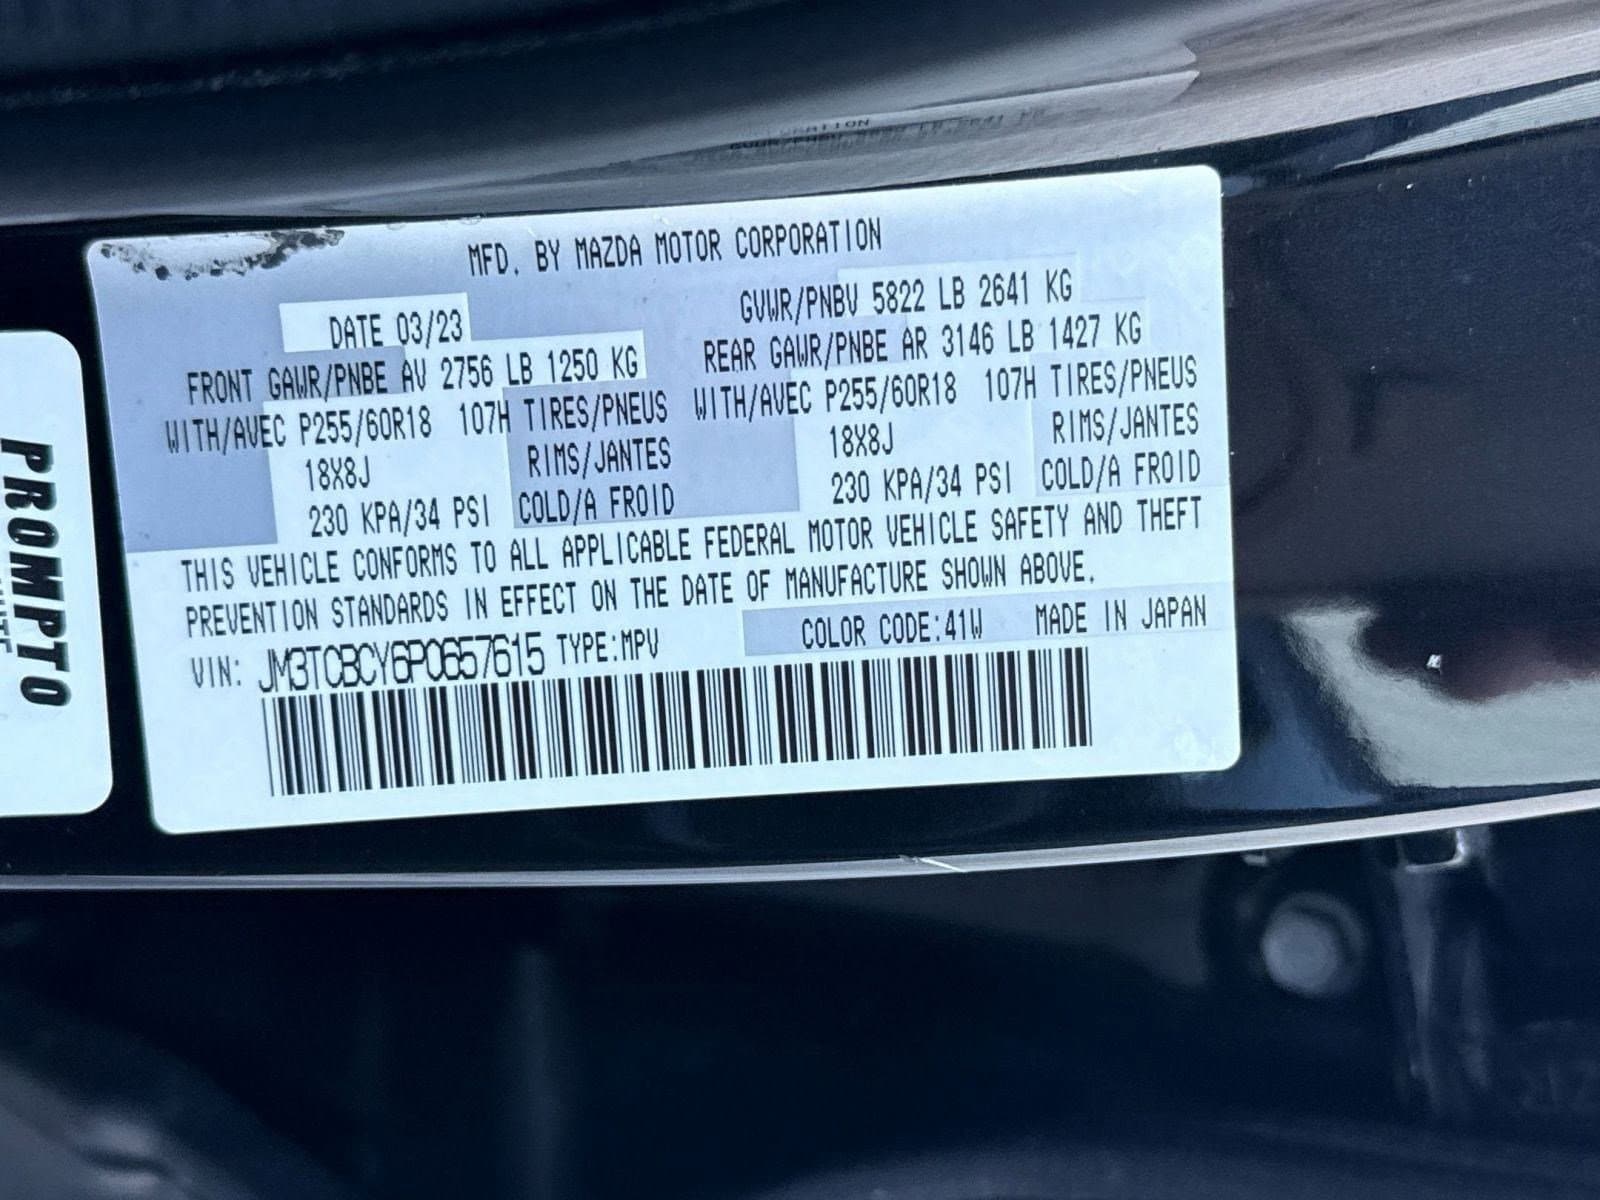 MFD. BY MAZDA MOTOR CORPORATION
DATE 03/23
GVWR/PNBV 5822 LB 2641 KG
FRONT GAWR/PNBE AV 2756 LB 1250 KG
REAR GAWR/PNBE AR 3146 LB 1427 KG
WITH/AVEC P255/60R18 107H TIRES/PNEUS
WITH/AVEC P255/60R18 107H TIRES/PNEUS
18X8J RIMS/JANTES
18X8J RIMS/JANTES
230 KPA/34 PSI COLD/A FROID
230 KPA/34 PSI COLD/A FROID
THIS VEHICLE CONFORMS TO ALL APPLICABLE FEDERAL MOTOR VEHICLE SAFETY AND THEFT
PREVENTION STANDARDS IN EFFECT ON THE DATE OF MANUFACTURE SHOWN ABOVE.
COLOR CODE:41W MADE IN JAPAN
VIN: JM3TCBCY6P0657615 TYPE:MPV
PROMPTO